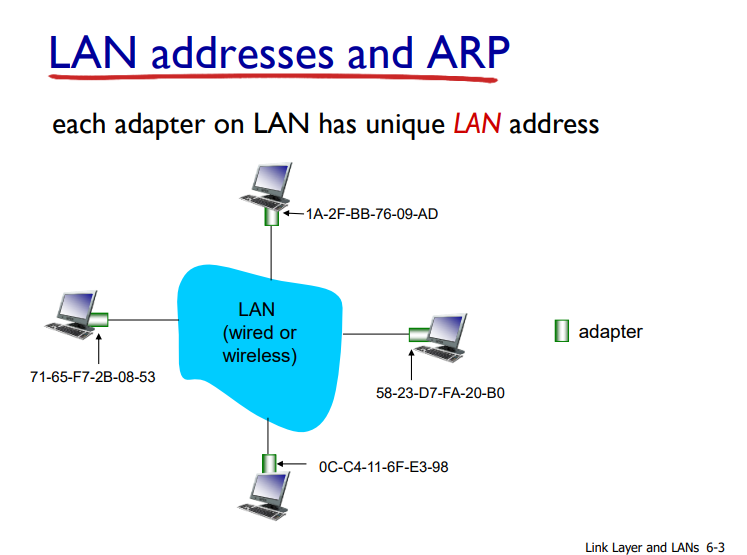 LAN addresses and ARP
each adapter on LAN has unique LAN address
1A-2F-BB-76-09-AD
LAN
(wired or
wireless)
adapter
71-65-F7-2B-08-53
58-23-D7-FA-20-B0
0C-C4-11-6F-E3-98
Link Layer and LANs 6-3